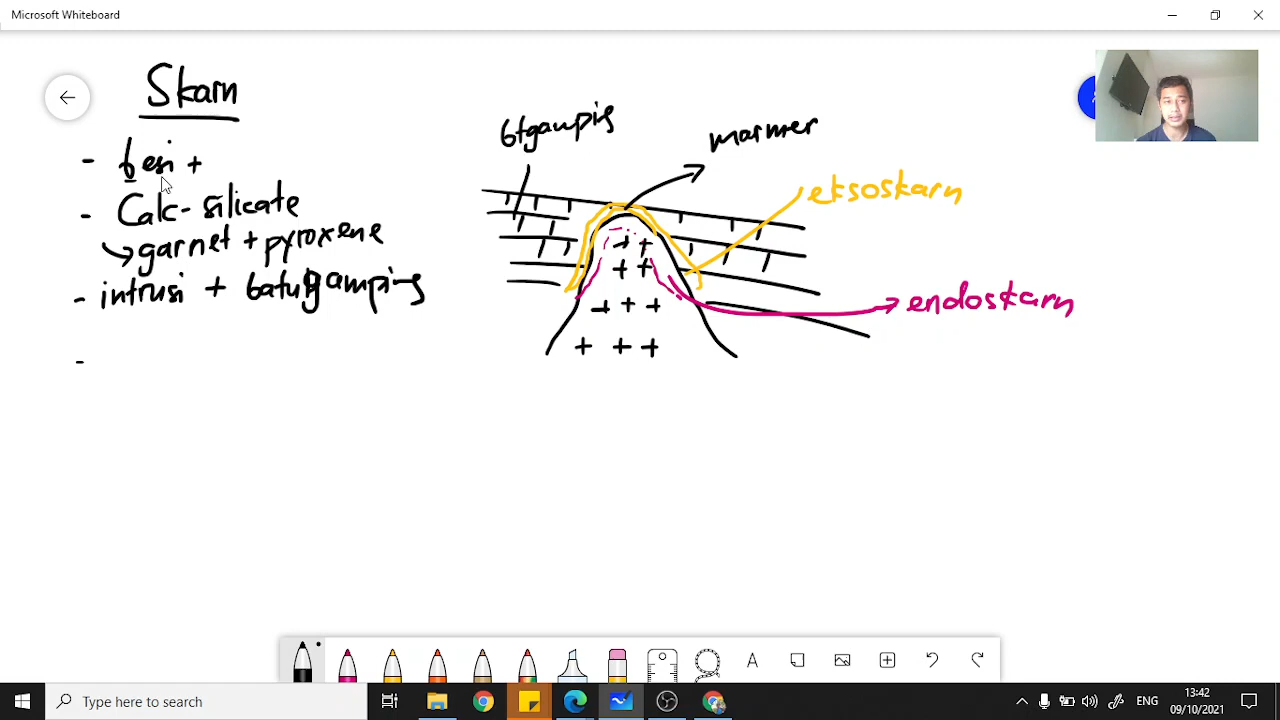 Microsoft Whiteboard
Skarn
- besi +
- Calc-silicate
↳ garnet + pyroxene
- intrusi + batugamping
-
btgamping
marmer
eksoskarn
endoskarn
Type here to search
ENG
13:42
09/10/2021